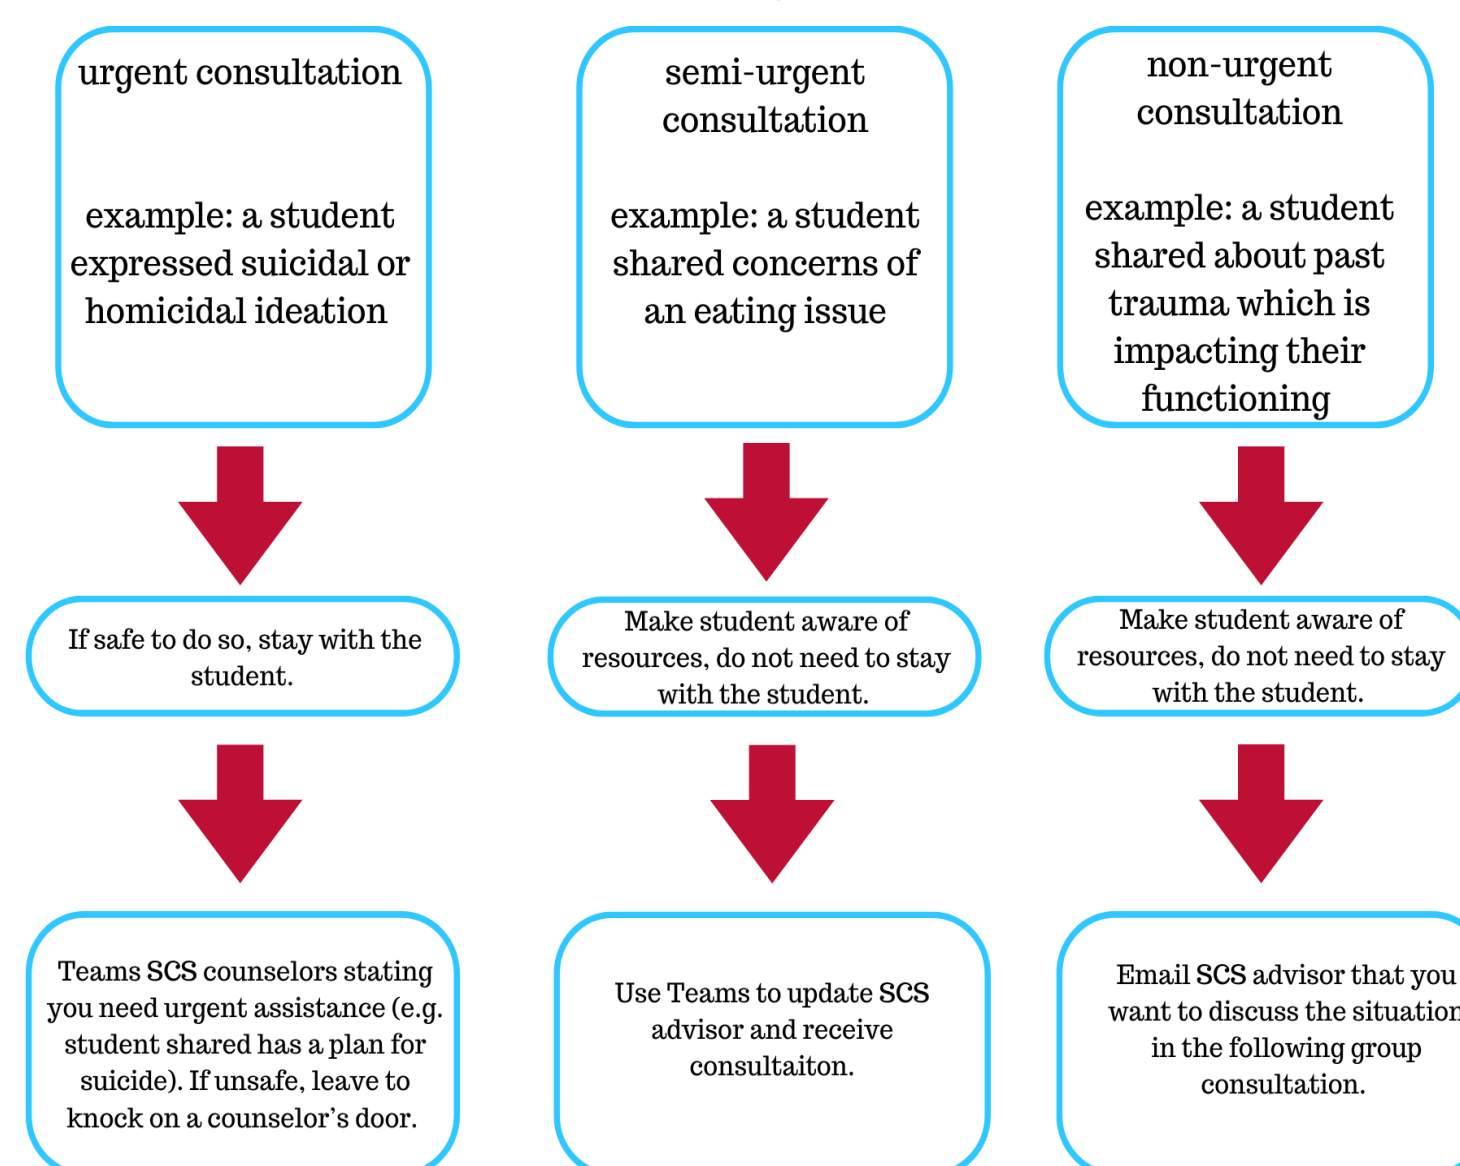 urgent consultation
example: a student
expressed suicidal or
homicidal ideation
semi-urgent
consultation
example: a student
shared concerns of
an eating issue
non-urgent
consultation
example: a student
shared about past
trauma which is
impacting their
functioning
If safe to do so, stay with the
student.
Make student aware of
resources, do not need to stay
with the student.
Make student aware of
resources, do not need to stay
with the student.
Teams SCS counselors stating
you need urgent assistance (e.g.
student shared has a plan for
suicide). If unsafe, leave to
knock on a counselor’s door.
Use Teams to update SCS
advisor and receive
consultaiton.
Email SCS advisor that you
want to discuss the situation
in the following group
consultation.